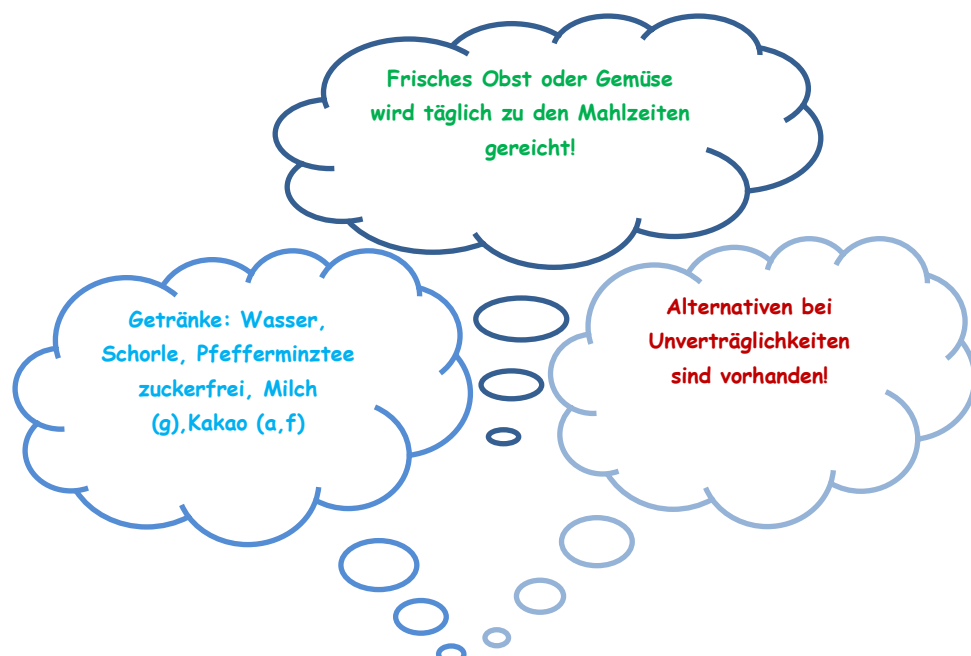 Frisches Obst oder Gemüse
wird täglich zu den Mahlzeiten
gereicht!
Getränke: Wasser,
Schorle, Pfefferminztee
zuckerfrei, Milch
(g),Kakao (a,f)
Alternativen bei
Unverträglichkeiten
sind vorhanden!